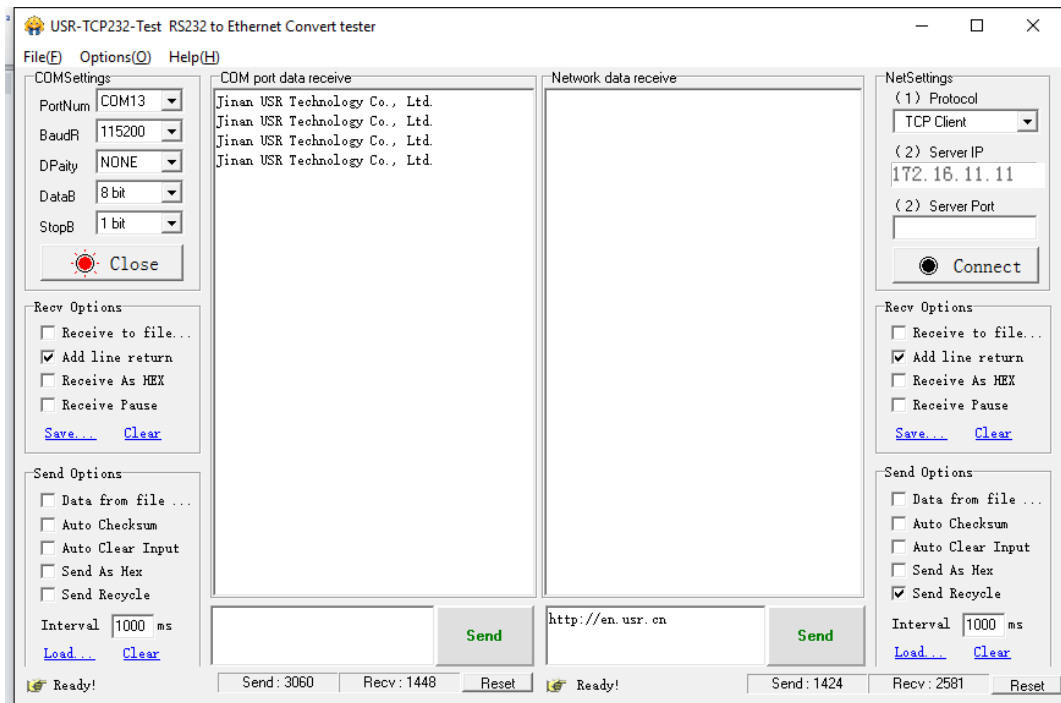 USR-TCP232-Test RS232 to Ethernet Convert tester
File(F) Options(O) Help(H)
COMSettings
PortNum COM13
BaudR 115200
DPaity NONE
DataB 8 bit
StopB 1 bit
Close
Recv Options
Receive to file...
Add line return
Receive As HEX
Receive Pause
Save... Clear
Send Options
Data from file ...
Auto Checksum
Auto Clear Input
Send As Hex
Send Recycle
Interval 1000 ms
Load... Clear
COM port data receive
Jinan USR Technology Co., Ltd.
Jinan USR Technology Co., Ltd.
Jinan USR Technology Co., Ltd.
Jinan USR Technology Co., Ltd.
Send
Network data receive
http://en.usr.cn
Send
NetSettings
(1) Protocol
TCP Client
(2) Server IP
172.16.11.11
(2) Server Port
Connect
Recv Options
Receive to file...
Add line return
Receive As HEX
Receive Pause
Save... Clear
Send Options
Data from file ...
Auto Checksum
Auto Clear Input
Send As Hex
Send Recycle
Interval 1000 ms
Load... Clear
Ready! Send : 3060 Recv : 1448 Reset
Ready! Send : 1424 Recv : 2581 Reset